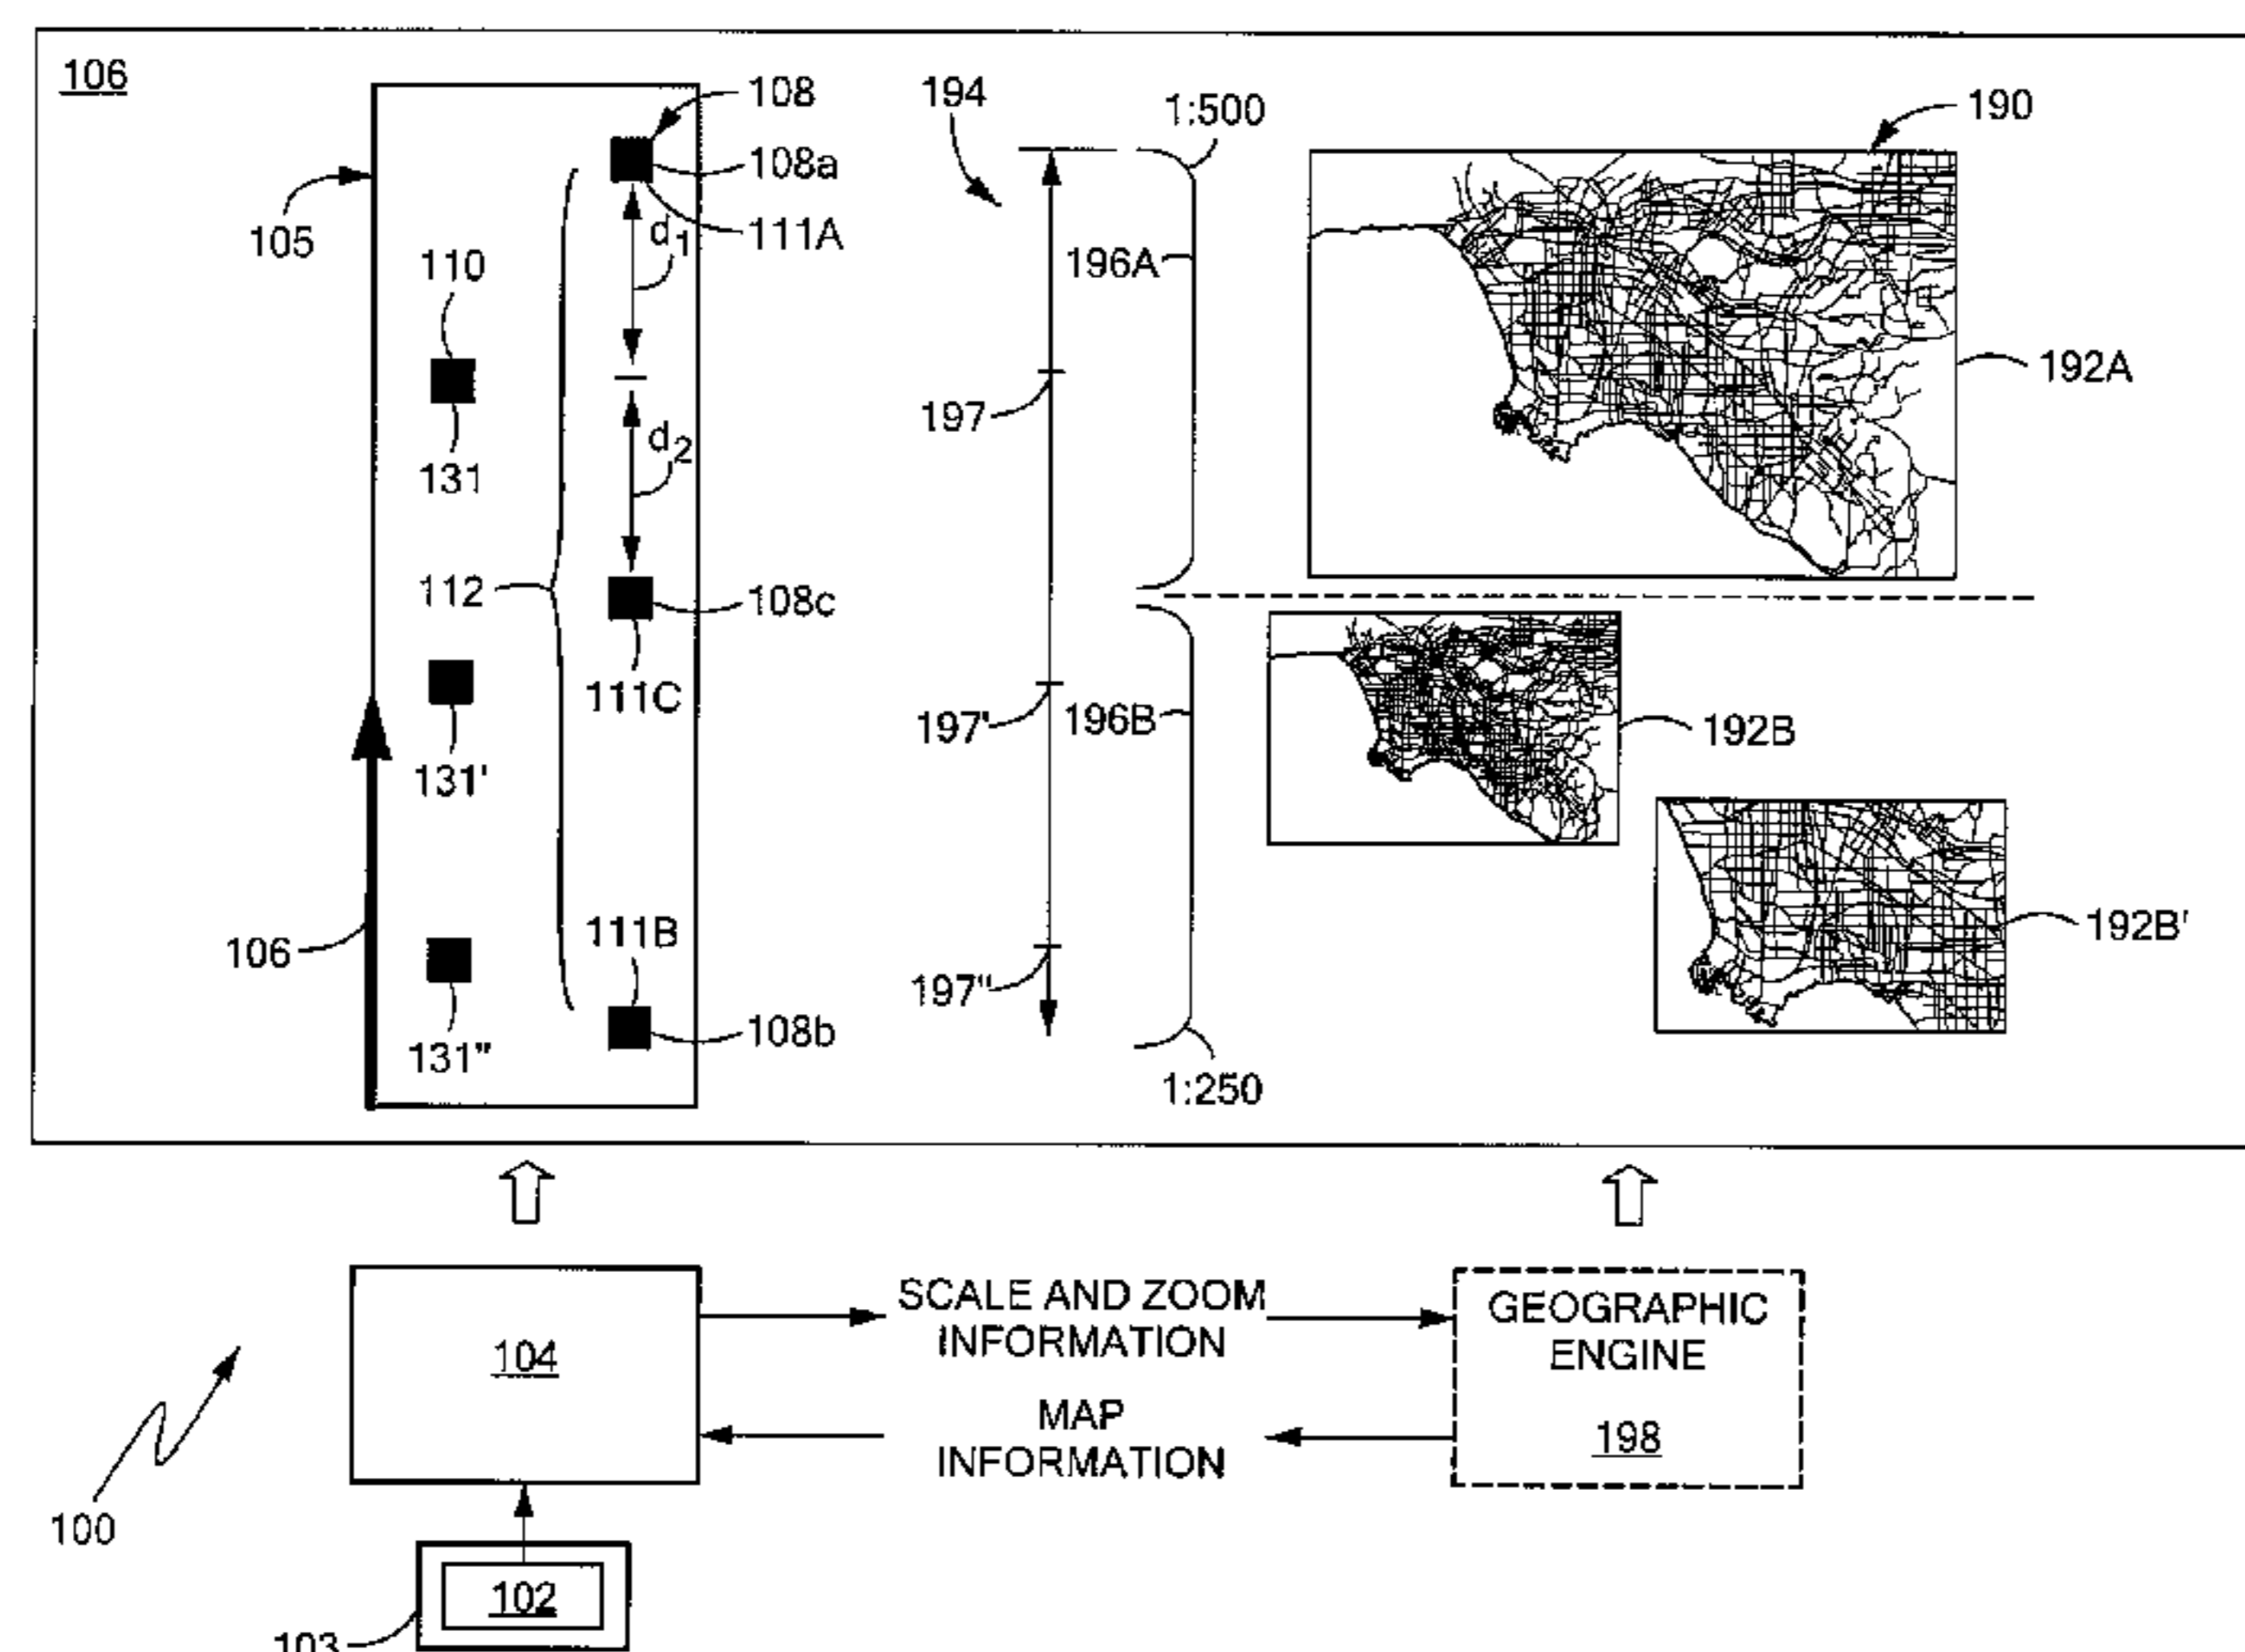 106
108
194
1:500
190
108a
105
d1
111A
110
196A
192A
197
d2
131
112
108c
111C
197'
196B
192B
131'
111B
106
192B'
197"
108b
131"
1:250
SCALE AND ZOOM
INFORMATION
GEOGRAPHIC
ENGINE
104
MAP
INFORMATION
198
100
102
103